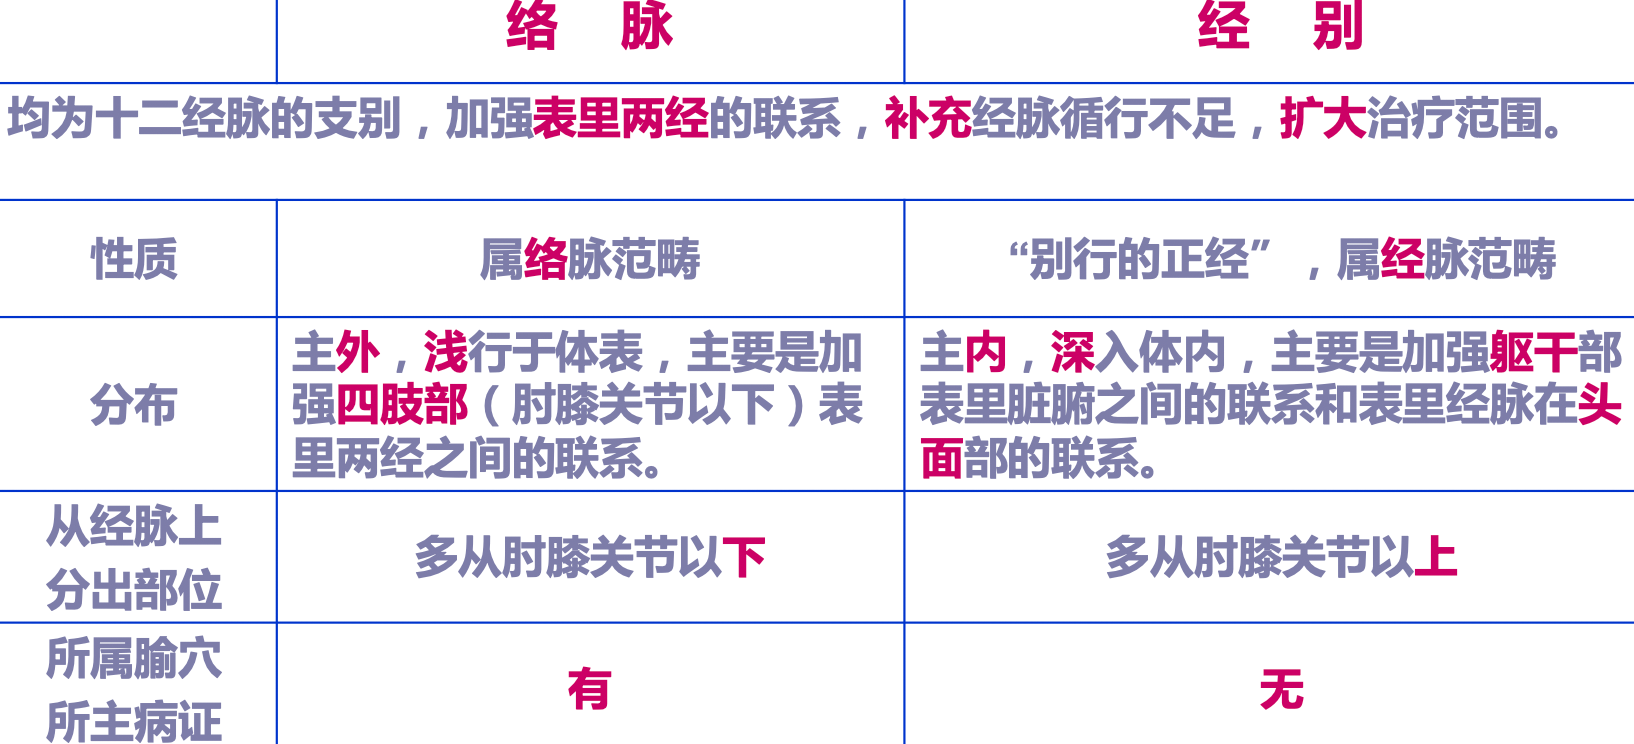 络 脉
经 别
均为十二经脉的支别，加强表里两经的联系，补充经脉循行不足，扩大治疗范围。
性质
属络脉范畴
“别行的正经”，属经脉范畴
分布
主外，浅行于体表，主要是加
强四肢部（肘膝关节以下）表
里两经之间的联系。
主内，深入体内，主要是加强躯干部
表里脏腑之间的联系和表里经脉在头
面部的联系。
从经脉上
分出部位
多从肘膝关节以下
多从肘膝关节以上
所属腧穴
所主病证
有
无